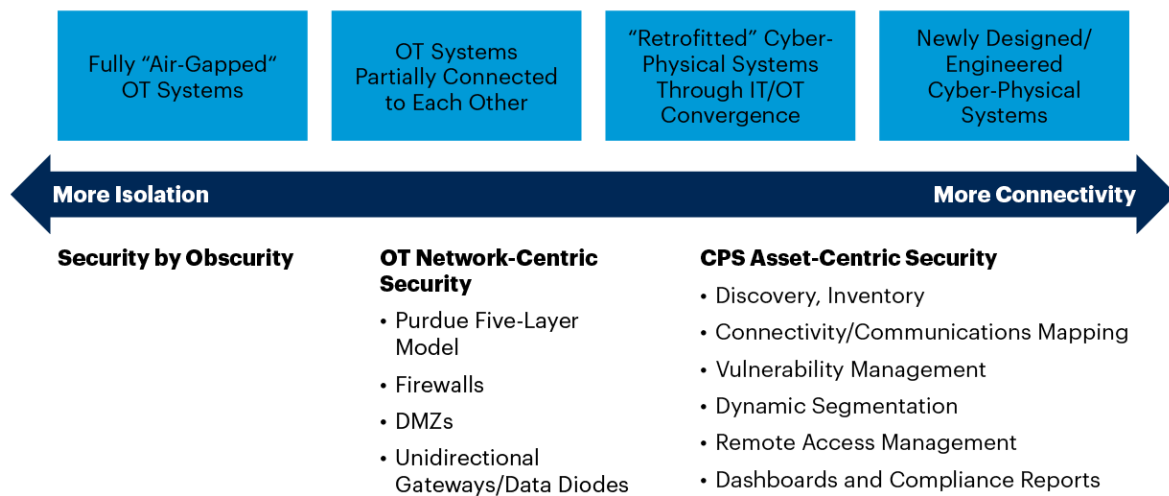 Fully “Air-Gapped“
OT Systems
OT Systems
Partially Connected
to Each Other
“Retrofitted” Cyber-
Physical Systems
Through IT/OT
Convergence
Newly Designed/
Engineered
Cyber-Physical
Systems
More Isolation
More Connectivity
Security by Obscurity
OT Network-Centric
Security
• Purdue Five-Layer
Model
• Firewalls
• DMZs
• Unidirectional
Gateways/Data Diodes
CPS Asset-Centric Security
• Discovery, Inventory
• Connectivity/Communications Mapping
• Vulnerability Management
• Dynamic Segmentation
• Remote Access Management
• Dashboards and Compliance Reports